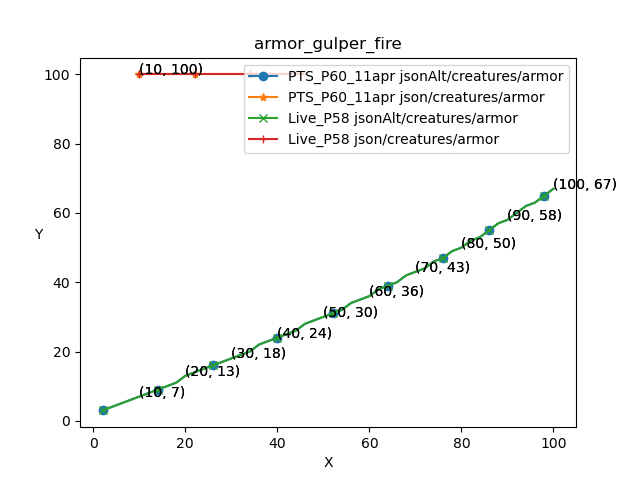 armor_gulper_fire
(10, 100)
PTS_P60_11apr jsonAlt/creatures/armor
PTS_P60_11apr json/creatures/armor
Live_P58 jsonAlt/creatures/armor
Live_P58 json/creatures/armor
100
80
60
40
20
0
Y
(100, 67)
(90, 58)
(80, 50)
(70, 43)
(60, 36)
(50, 30)
(40, 24)
(30, 18)
(20, 13)
(10, 7)
0 20 40 60 80 100
X